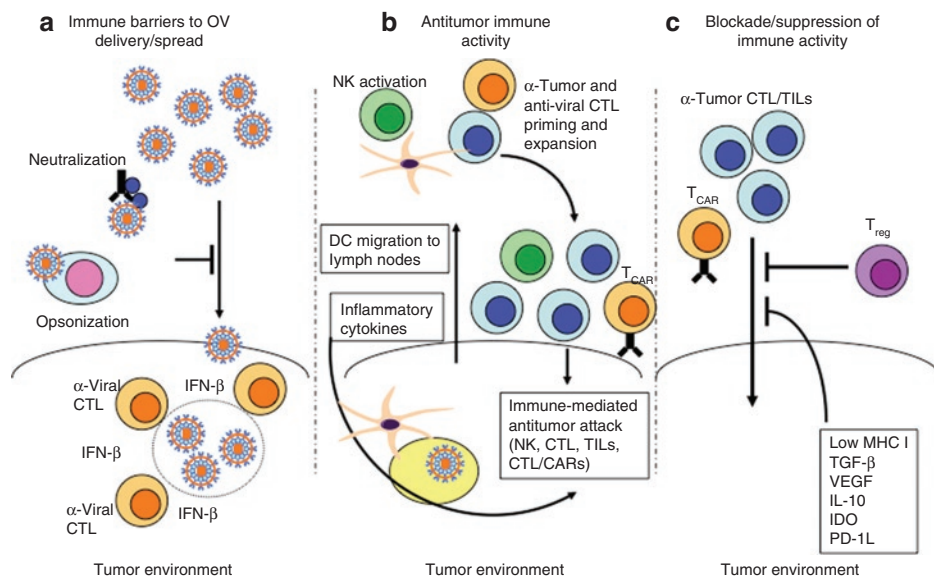 a
Immune barriers to OV
delivery/spread
Neutralization
Opsonization
α-Viral
CTL
IFN-β
IFN-β
α-Viral
CTL
IFN-β
Tumor environment
b
Antitumor immune
activity
NK activation
α-Tumor and
anti-viral CTL
priming and
expansion
DC migration to
lymph nodes
Inflammatory
cytokines
TCAR
Immune-mediated
antitumor attack
(NK, CTL, TILs,
CTL/CARs)
Tumor environment
c
Blockade/suppression of
immune activity
α-Tumor CTL/TILs
TCAR
Treg
Low MHC I
TGF-β
VEGF
IL-10
IDO
PD-1L
Tumor environment